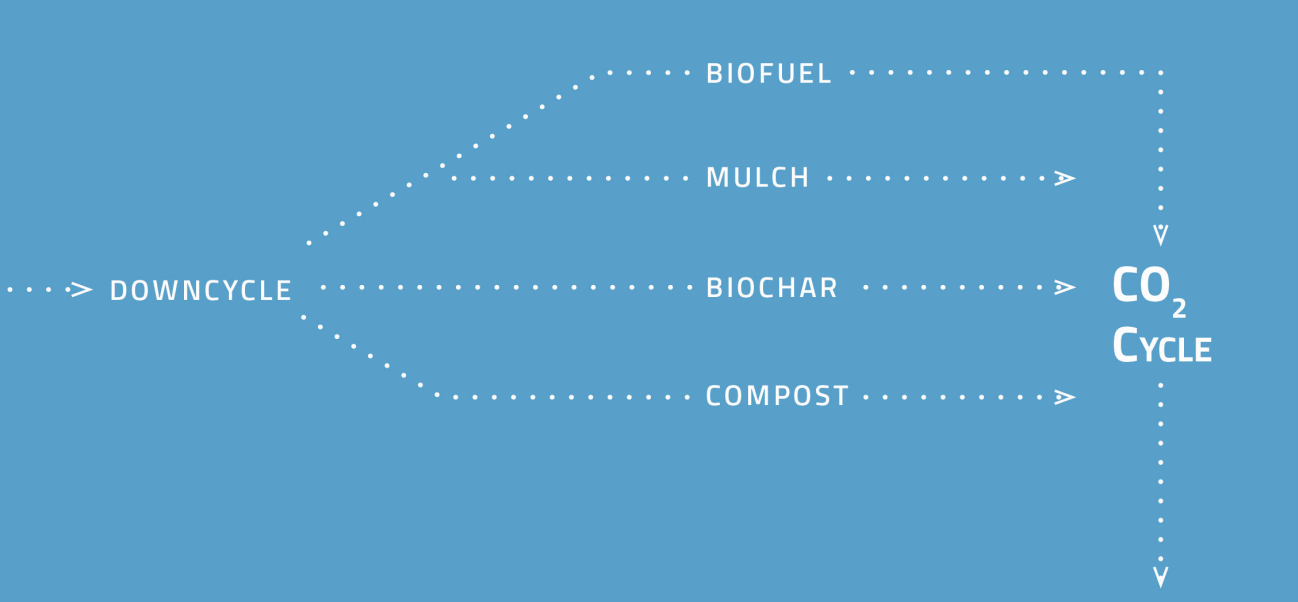 BIOFUEL
MULCH
DOWNCYCLE
BIOCHAR
CO₂
CYCLE
COMPOST